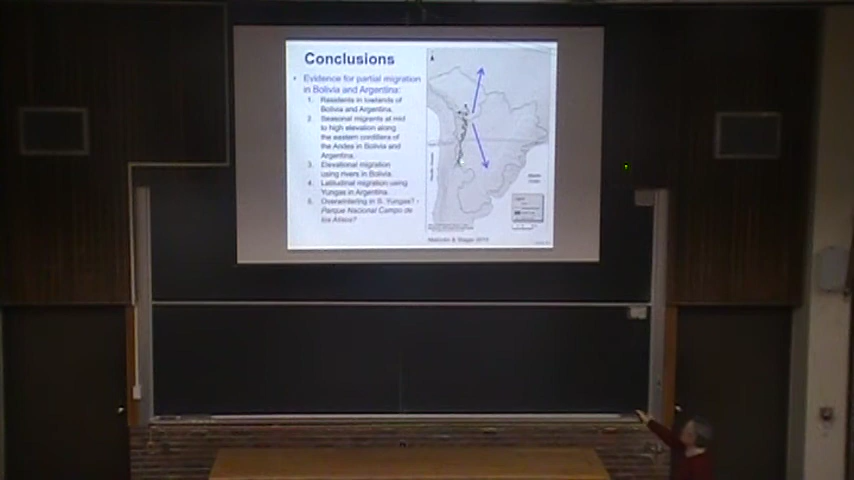 Conclusions
• Evidence for partial migration
in Bolivia and Argentina:
1. Residents in lowlands of
Bolivia and Argentina.
2. Seasonal migrants at mid
to high elevation along
the eastern cordillera of
the Andes in Bolivia and
Argentina.
3. Elevational migration
using rivers in Bolivia.
4. Latitudinal migration using
Yungas in Argentina.
5. Overwintering in S. Yungas? -
Parque Nacional Campo de
los Alisos?